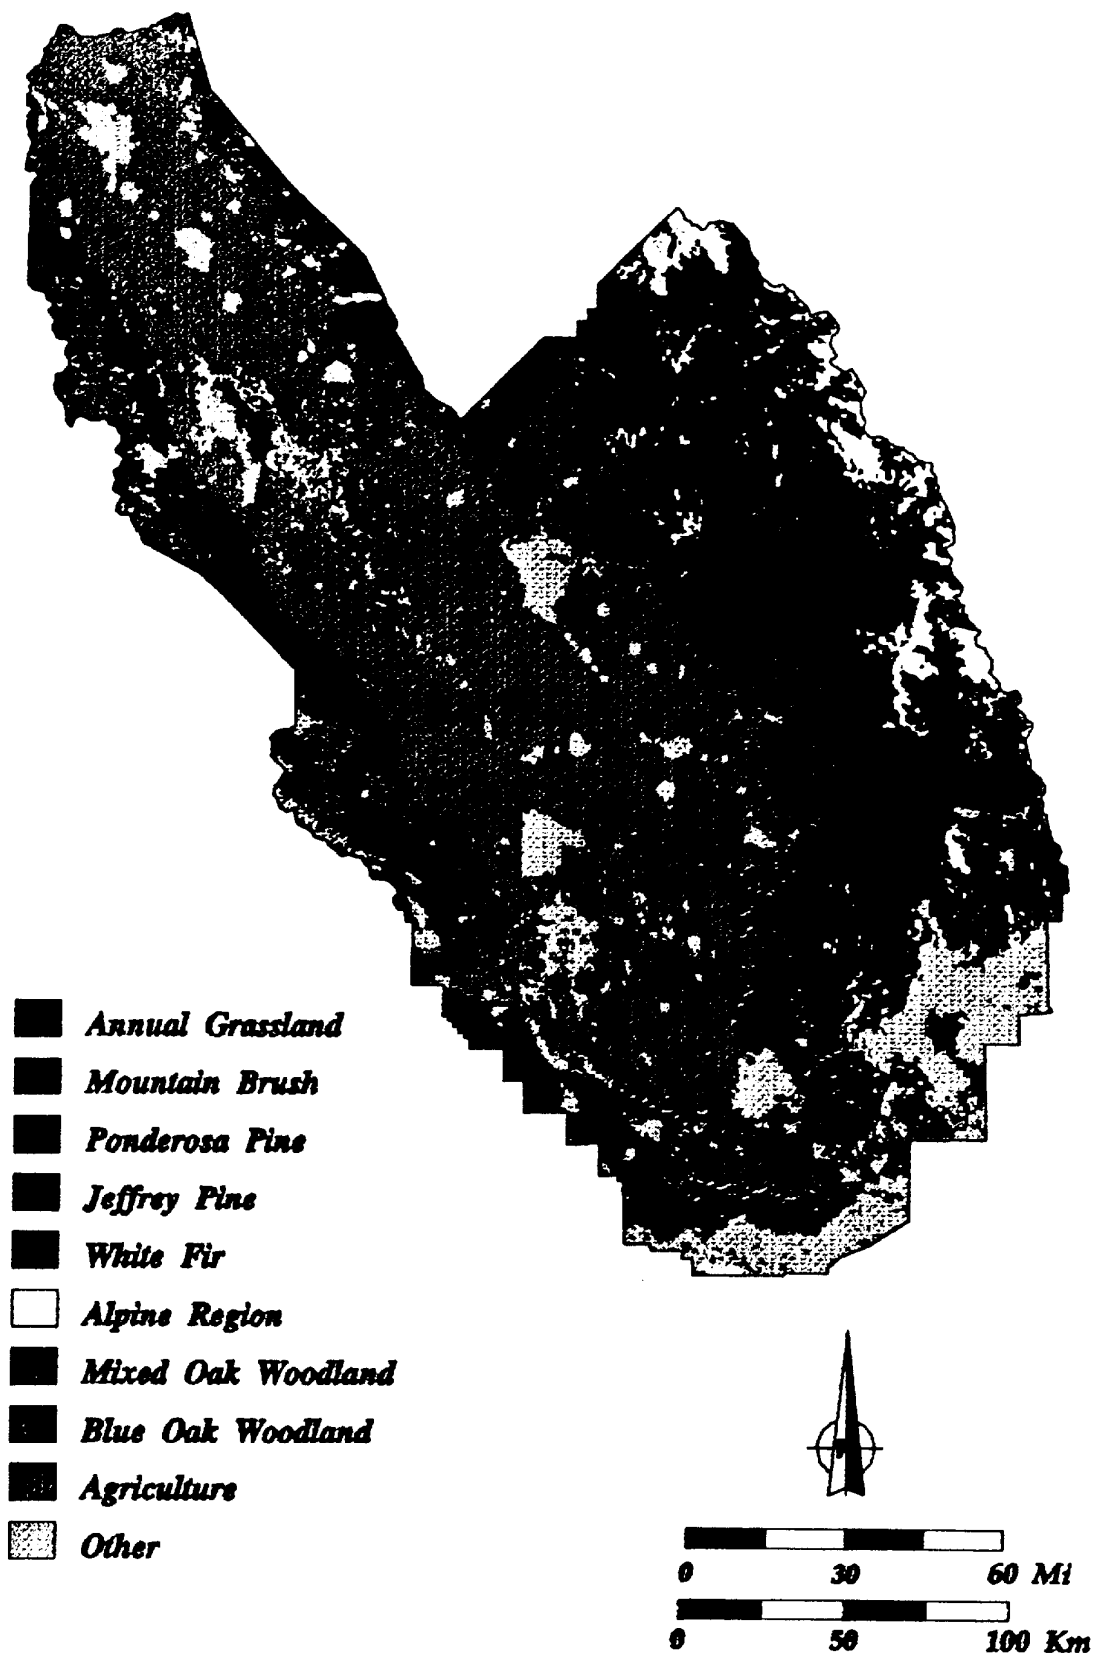 Annual Grassland
Mountain Brush
Ponderosa Pine
Jeffrey Pine
White Fir
Alpine Region
Mixed Oak Woodland
Blue Oak Woodland
Agriculture
Other
0 30 60 Mi
0 50 100 Km